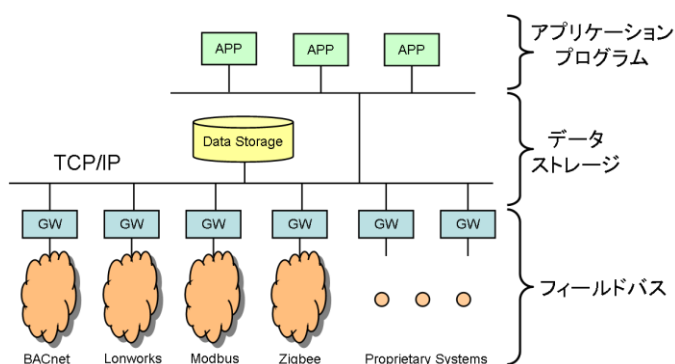 APP APP APP
アプリケーション
プログラム
Data Storage
データ
ストレージ
TCP/IP
GW GW GW GW GW GW
フィールドバス
BACnet Lonworks Modbus Zigbee Proprietary Systems